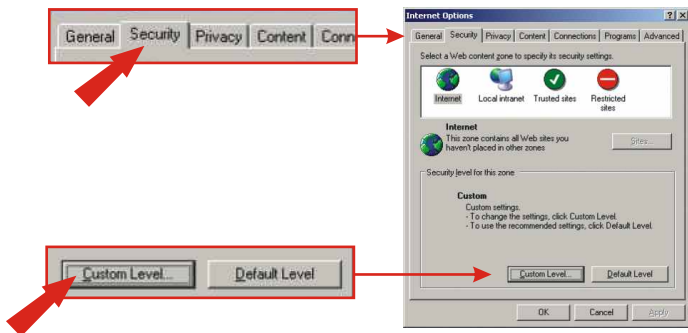 General Security Privacy Content Conn
Internet Options
General Security Privacy Content Connections Programs Advanced
Select a Web content zone to specify its security settings.
Internet Local intranet Trusted sites Restricted
sites
Internet
This zone contains all Web sites you
haven't placed in other zones
Sites...
Security level for this zone
Custom
Custom settings.
- To change the settings, click Custom Level.
- To use the recommended settings, click Default Level.
Custom Level... Default Level
Custom Level... Default Level
OK Cancel Apply